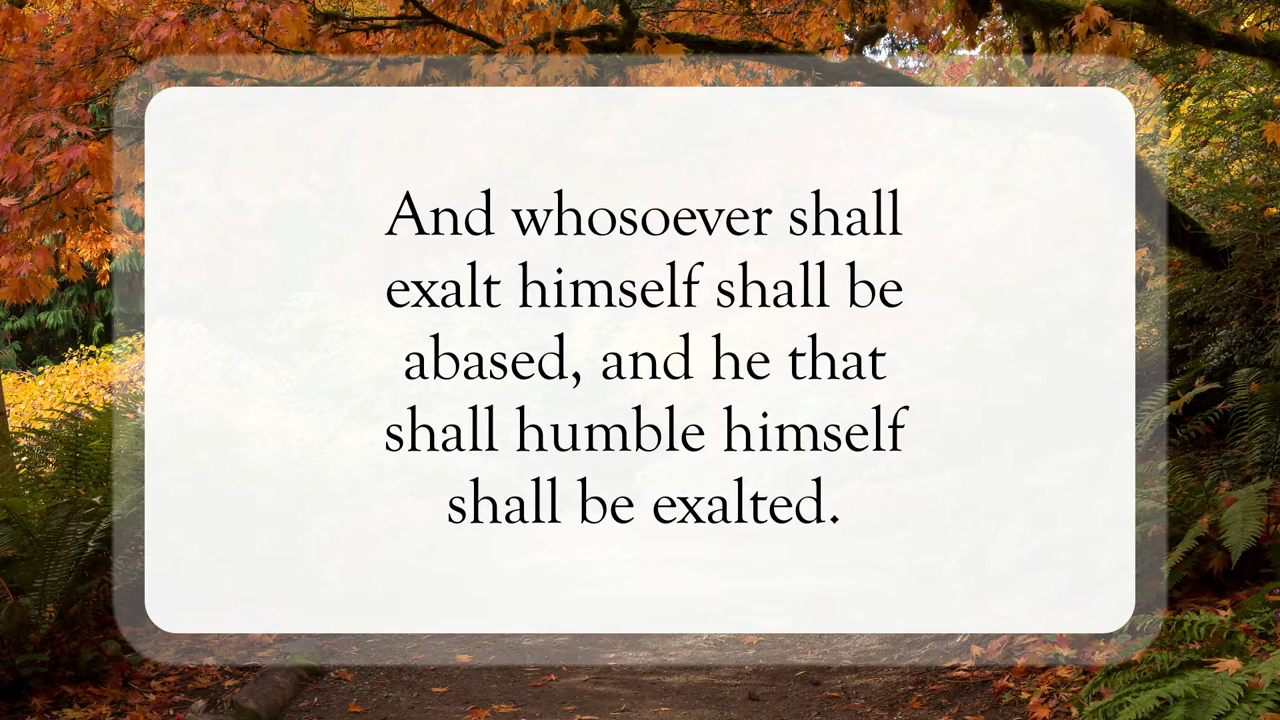 And whosoever shall
exalt himself shall be
abased, and he that
shall humble himself
shall be exalted.